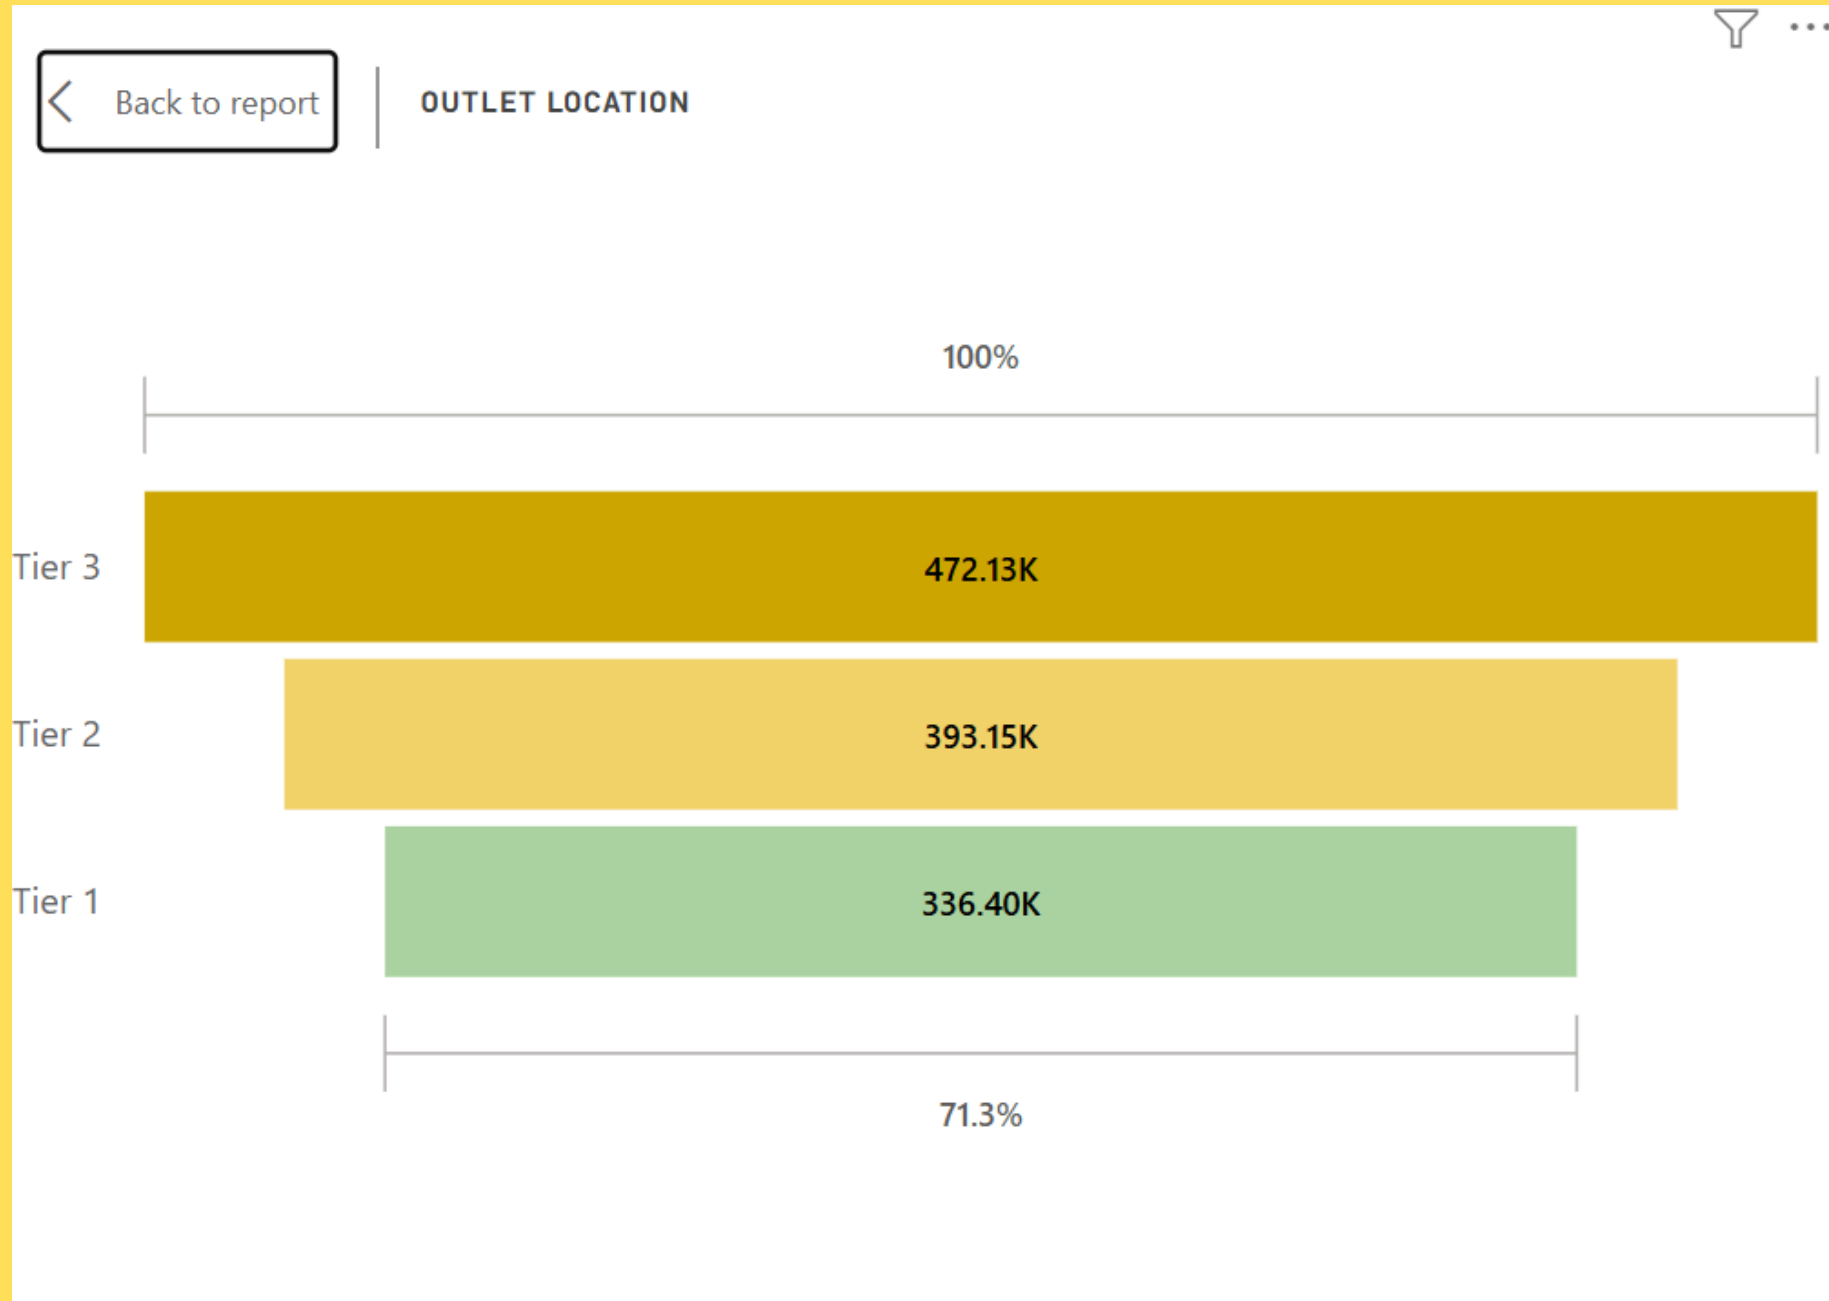 Back to report
OUTLET LOCATION
100%
Tier 3
472.13K
Tier 2
393.15K
Tier 1
336.40K
71.3%